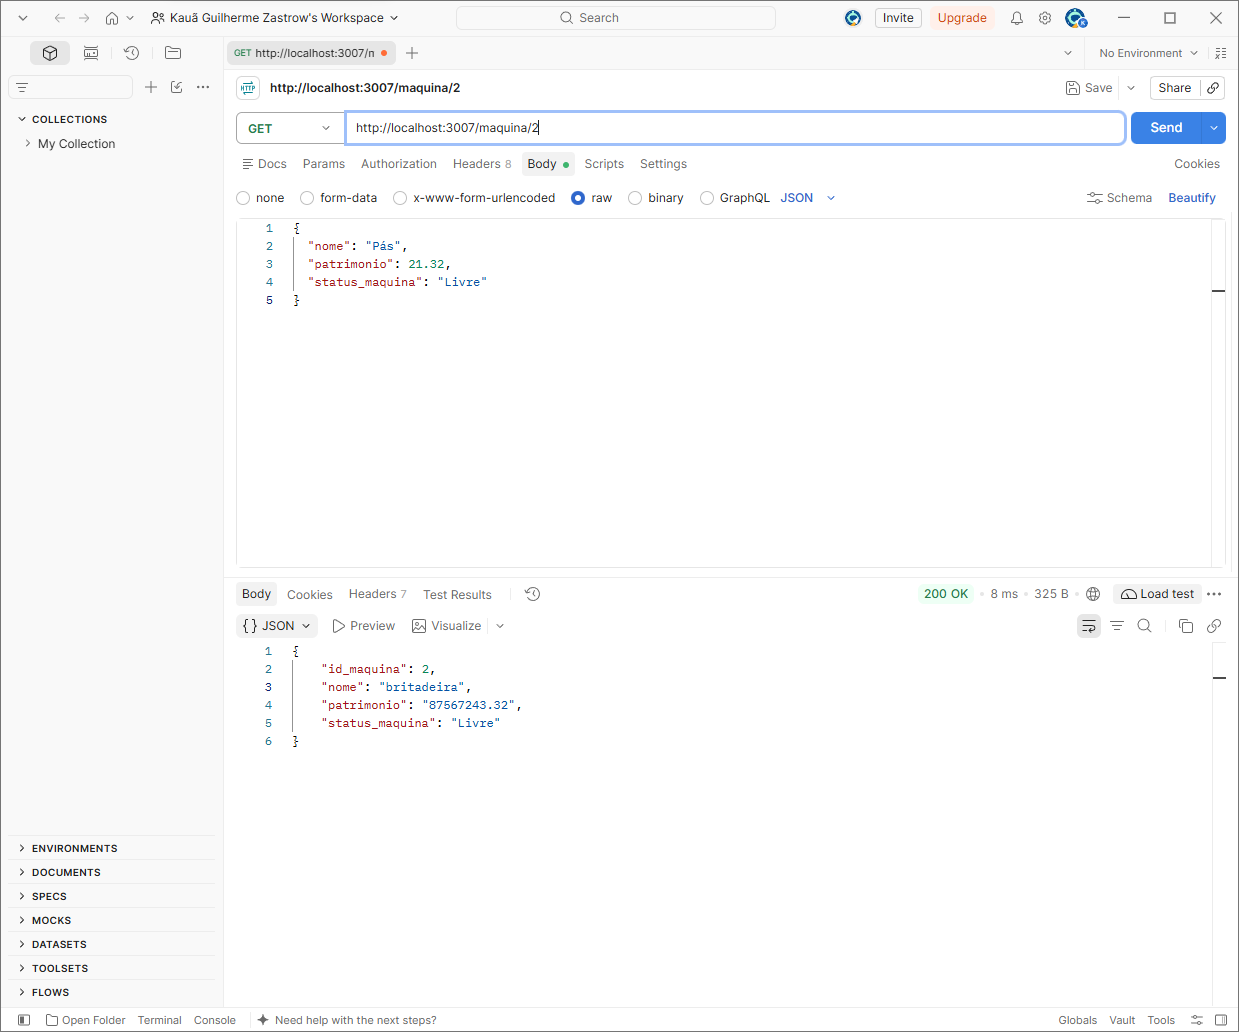 Kauã Guilherme Zastrow's Workspace
Search
Invite
Upgrade
K
GET http://localhost:3007/m
No Environment
HTTP
http://localhost:3007/maquina/2
Save
Share
COLLECTIONS
My Collection
GET
http://localhost:3007/maquina/2
Send
Docs
Params
Authorization
Headers 8
Body
Scripts
Settings
Cookies
none
form-data
x-www-form-urlencoded
raw
binary
GraphQL
JSON
Schema
Beautify
1 {
2 "nome": "Pás",
3 "patrimonio": 21.32,
4 "status_maquina": "Livre"
5 }
Body
Cookies
Headers 7
Test Results
200 OK
8 ms
325 B
Load test
{} JSON
Preview
Visualize
1 {
2 "id_maquina": 2,
3 "nome": "britadeira",
4 "patrimonio": "87567243.32",
5 "status_maquina": "Livre"
6 }
ENVIRONMENTS
DOCUMENTS
SPECS
MOCKS
DATASETS
TOOLSETS
FLOWS
Open Folder
Terminal
Console
Need help with the next steps?
Globals
Vault
Tools